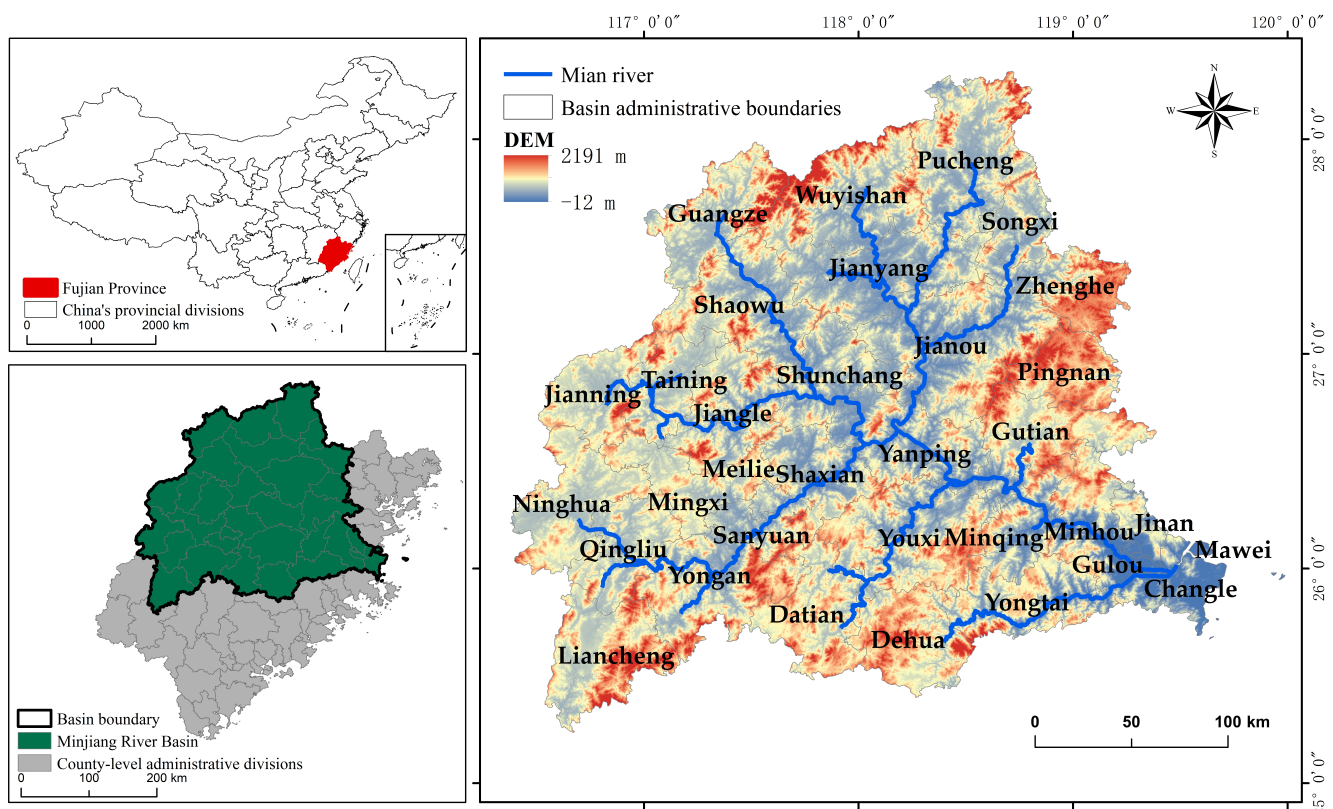 117° 0′0″
118° 0′0″
119° 0′0″
120° 0′0″
Fujian Province
China's provincial divisions
0
1000
2000 km
Basin boundary
Minjiang River Basin
County-level administrative divisions
0
100
200 km
Mian river
Basin administrative boundaries
DEM
2191 m
-12 m
N
W
E
S
28° 0′0″
27° 0′0″
26° 0′0″
5° 0′0″
Pucheng
Wuyishan
Guangze
Songxi
Jianyang
Zhenghe
Shaowu
Jianou
Pingnan
Shunchang
Taining
Jianning
Jiangle
Gutian
Yanping
Meilie
Shaxian
Ninghua
Mingxi
Jinan
Sanyuan
Youxi
Minqing
Minhou
Qingliu
Mawei
Gulou
Yongan
Changle
Yongtai
Datian
Dehua
Liancheng
0
50
100 km